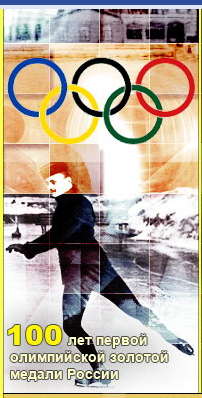 100 лет первой
олимпийской золотой
медали России